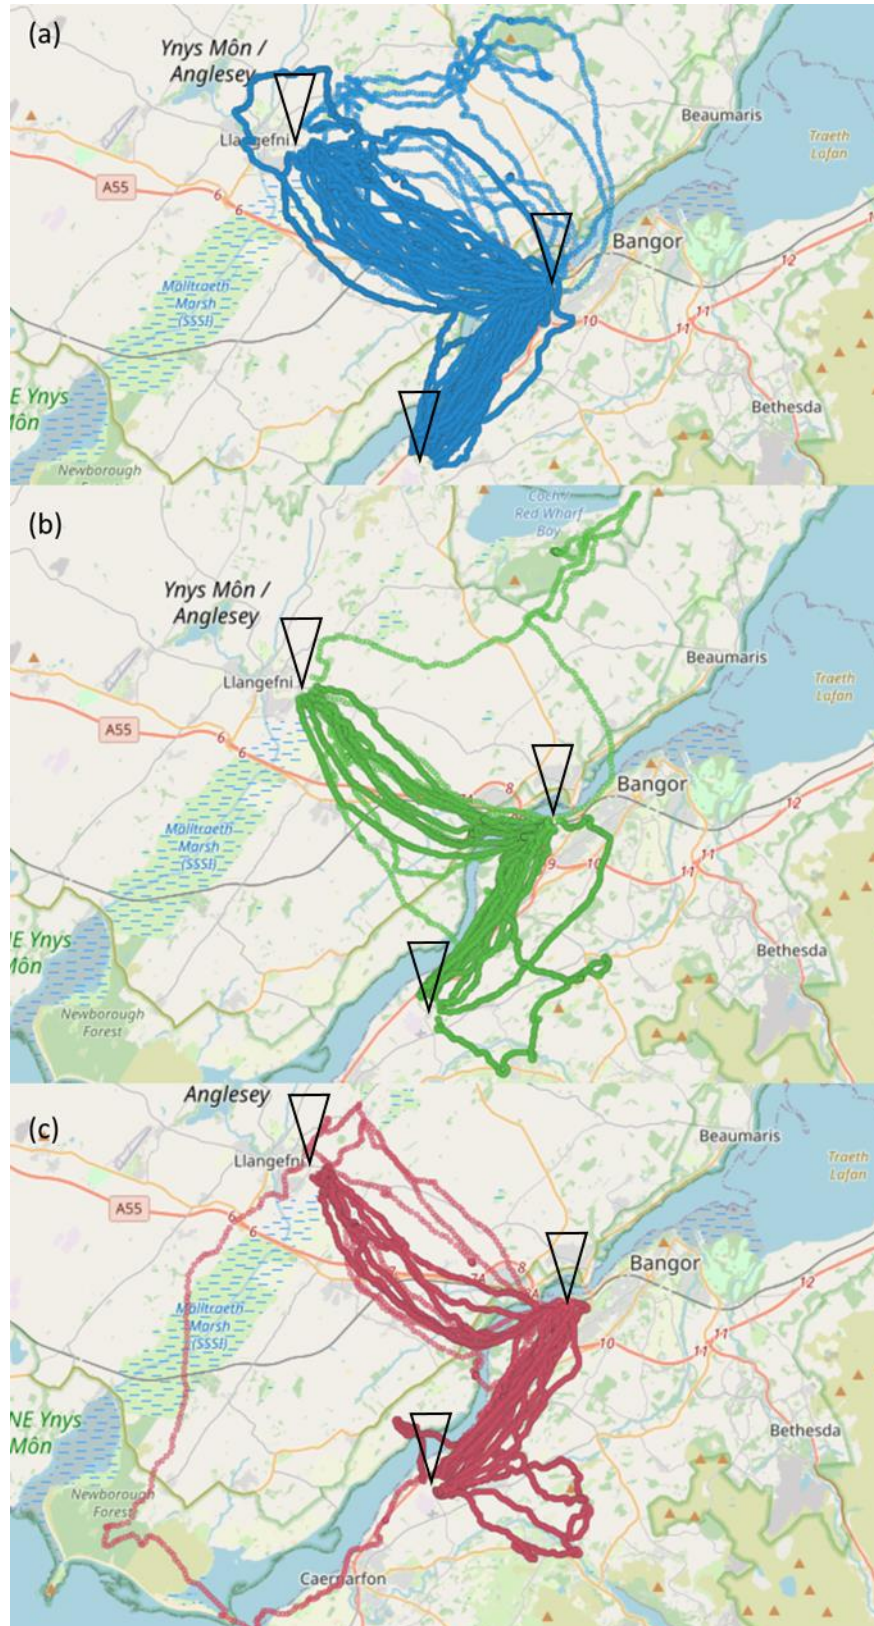 (a)
Ynys Môn /
Anglesey
Llangefni
Beaumaris
Traeth
Lafan
A55
6
6
Bangor
12
Malltraeth
Marsh
(SSSI)
10
11
11
E Ynys
Môn
Bethesda
Newborough
(b)
Coch /
Red Wharf
Bay
Ynys Môn /
Anglesey
Beaumaris
Llangefni
Traeth
Lafan
A55
6
6
8
Bangor
12
Malltraeth
Marsh
(SSSI)
9
10
11
11
E Ynys
Môn
Bethesda
Newborough
Forest
(c)
Anglesey
Beaumaris
Llangefni
Traeth
Lafan
A55
6
6
7A
8
Bangor
12
Malltraeth
Marsh
(SSSI)
10
11
11
NE Ynys
Môn
Bethesda
Newborough
Forest
Caernarfon